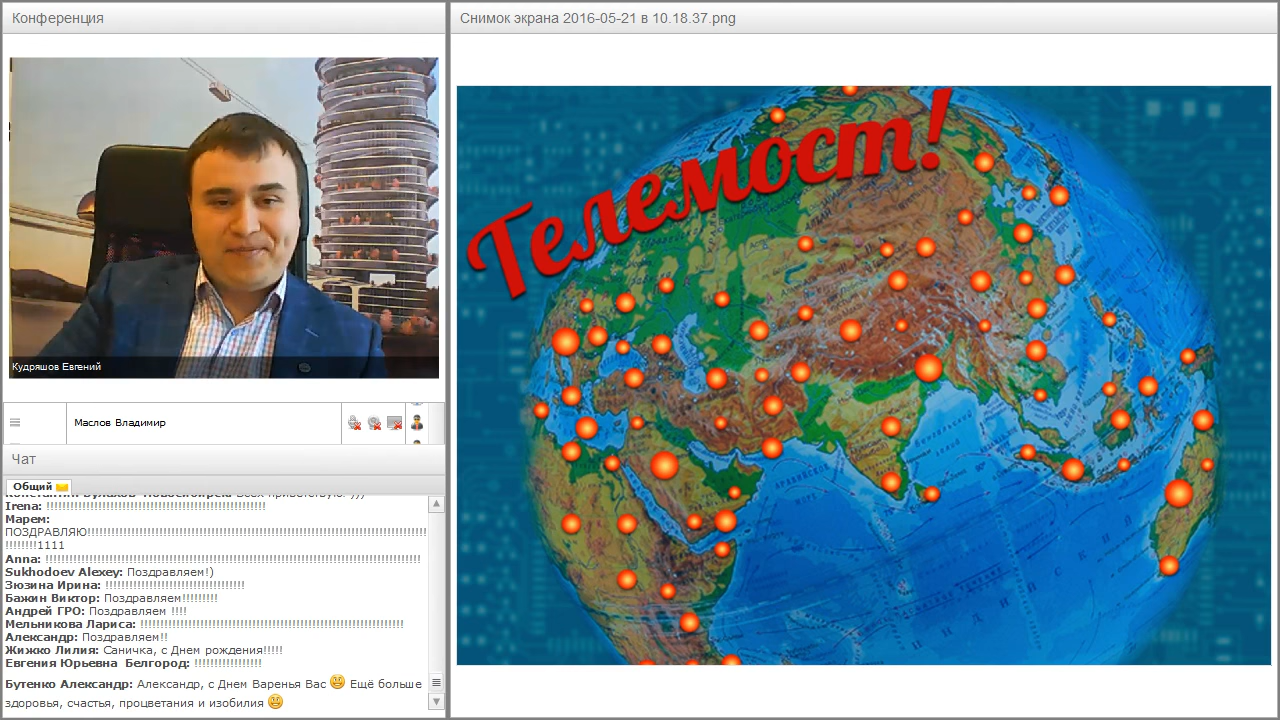 Конференция
Кудряшов Евгений
Маслов Владимир
Чат
Общий
Irena: !!!!!!!!!!!!!!!!!!!!!!!!!!!!!!!!!!!!!!!!!!!!!!!!!!!!!!!
Марем:
ПОЗДРАВЛЯЮ!!!!!!!!!!!!!!!!!!!!!!!!!!!!!!!!!!!!!!!!!!!!!!!!!!!!!!!!!!!!!!!!!!!!!!!!!!!!!!!!!!!!!
!!!!!!!!1111
Anna: !!!!!!!!!!!!!!!!!!!!!!!!!!!!!!!!!!!!!!!!!!!!!!!!!!!!!!!!!!!!!!!!!!!!!!!!!!!!!!!!!!!!!!!!!!!!!!
Sukhodoev Alexey: Поздравляем!)
Зюзина Ирина: !!!!!!!!!!!!!!!!!!!!!!!!!!!!!!!!!!!
Бажин Виктор: Поздравляем!!!!!!!!!
Андрей ГРО: Поздравляем !!!!
Мельникова Лариса: !!!!!!!!!!!!!!!!!!!!!!!!!!!!!!!!!!!!!!!!!!!!!!!!!!!!!!!!!!!!!!!!!!
Александр: Поздравляем!!
Жижко Лилия: Саничка, с Днем рождения!!!!!
Евгения Юрьевна  Белгород: !!!!!!!!!!!!!!!!!
Бутенко Александр: Александр, с Днем Варенья Вас Ещё больше
здоровья, счастья, процветания и изобилия
Снимок экрана 2016-05-21 в 10.18.37.png
Телемост!